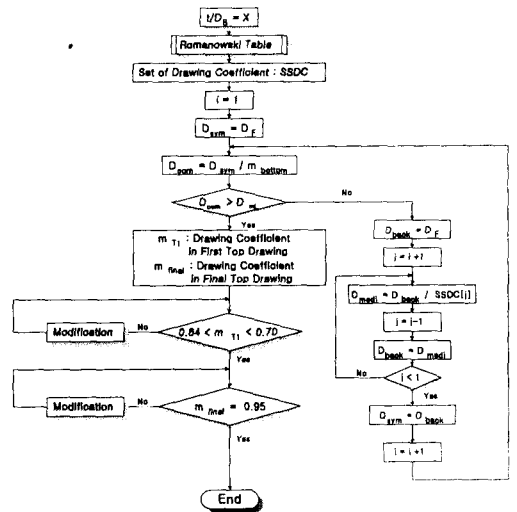 t/D_B = X
Romanowski Table
Set of Drawing Coefficient : SSDC
i = 1
D_sym = D_F
D_com = D_sym / m_bottom
D_com > D
No
Yes
m_T1 : Drawing Coefficient
in First Top Drawing
m_final : Drawing Coefficient
in Final Top Drawing
0.64 < m_T1 < 0.70
No
Modification
Yes
m_final = 0.95
No
Modification
Yes
End
D_back = D_F
j = i+1
D_medi = D_back / SSDC[j]
j = j-1
D_back = D_medi
j < 1
No
Yes
D_sym = D_back
i = i+1